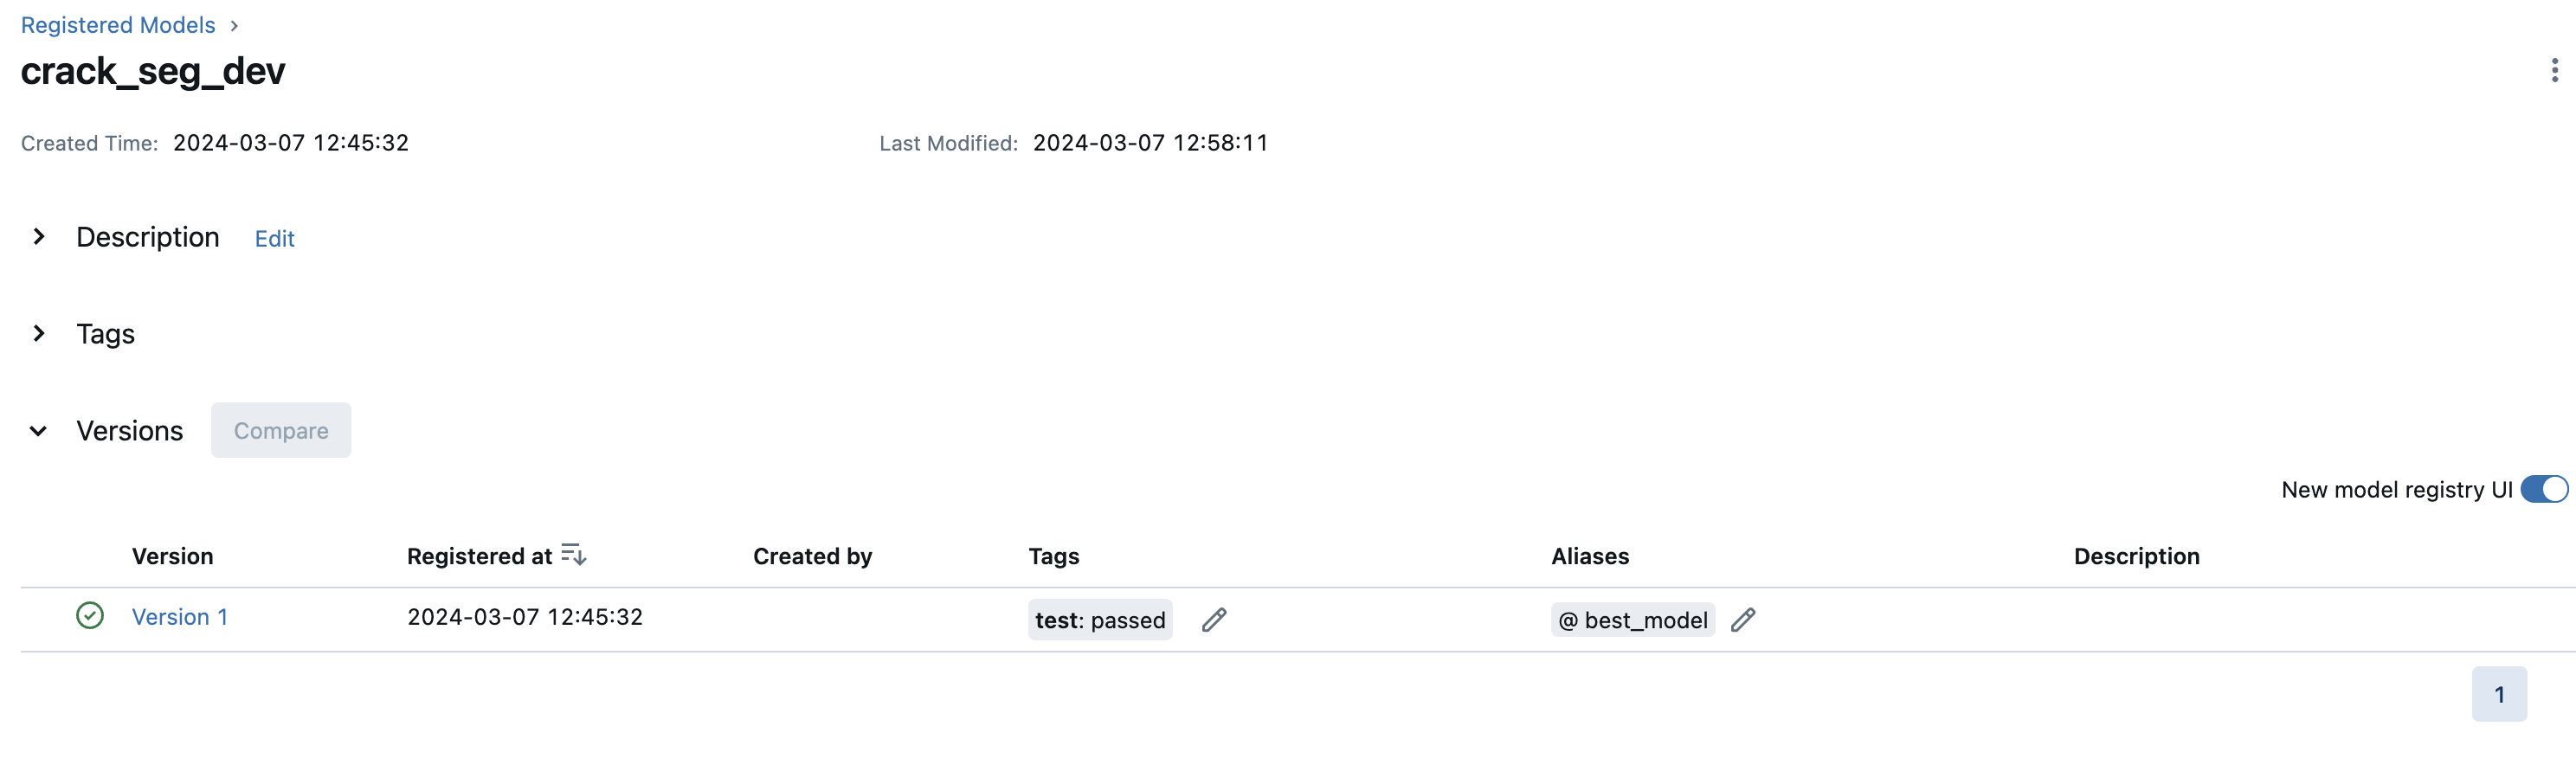 Registered Models
crack_seg_dev
Created Time: 2024-03-07 12:45:32 Last Modified: 2024-03-07 12:58:11
Description Edit
Tags
Versions Compare
New model registry UI
Version Registered at Created by Tags Aliases Description
Version 1 2024-03-07 12:45:32 test: passed @ best_model
1